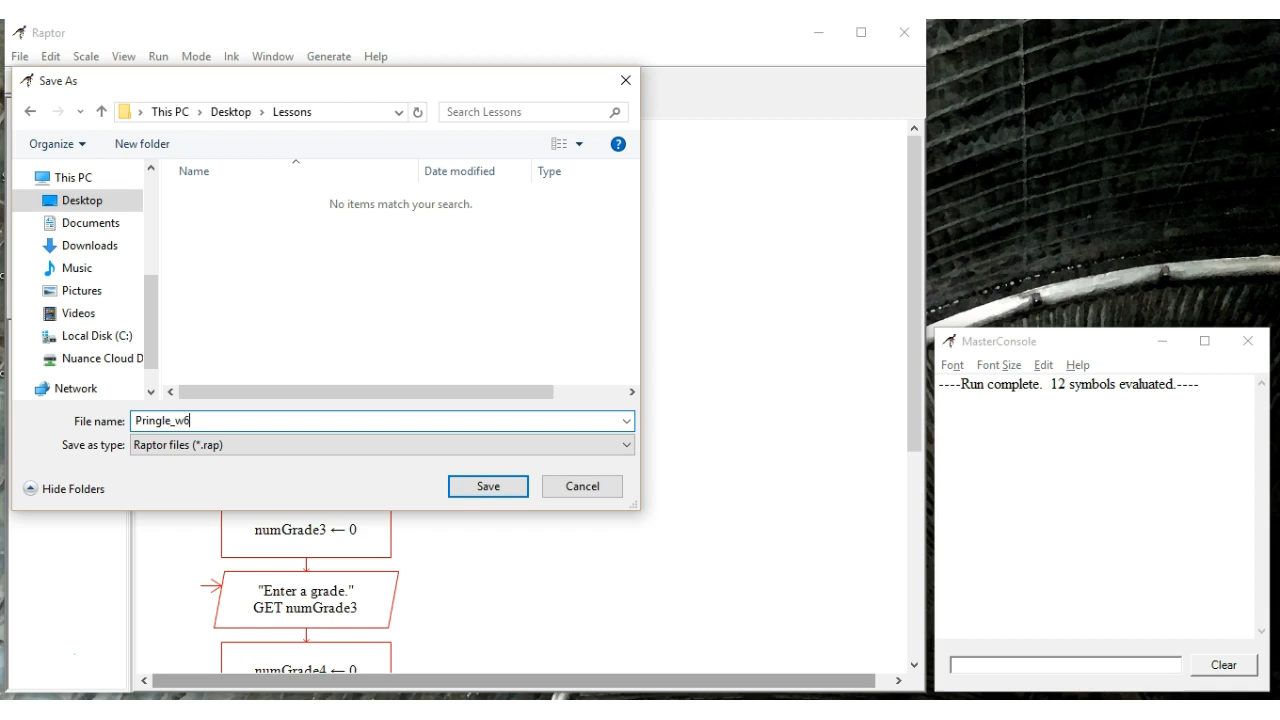 Raptor
File Edit Scale View Run Mode Ink Window Generate Help
Save As
This PC > Desktop > Lessons
Search Lessons
Organize New folder
Name Date modified Type
No items match your search.
This PC
Desktop
Documents
Downloads
Music
Pictures
Videos
Local Disk (C:)
Nuance Cloud D
Network
File name: Pringle_w6
Save as type: Raptor files (*.rap)
Hide Folders
Save Cancel
numGrade3 ← 0
"Enter a grade."
GET numGrade3
numGrade4 ← 0
MasterConsole
Font Font Size Edit Help
----Run complete. 12 symbols evaluated.----
Clear